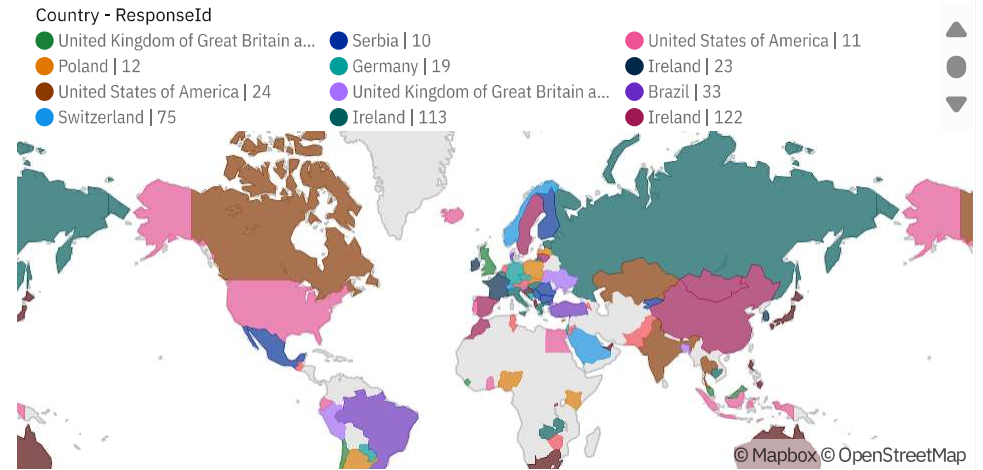 Country - ResponseId
United Kingdom of Great Britain a... Serbia | 10 United States of America | 11
Poland | 12 Germany | 19 Ireland | 23
United States of America | 24 United Kingdom of Great Britain a... Brazil | 33
Switzerland | 75 Ireland | 113 Ireland | 122
© Mapbox © OpenStreetMap